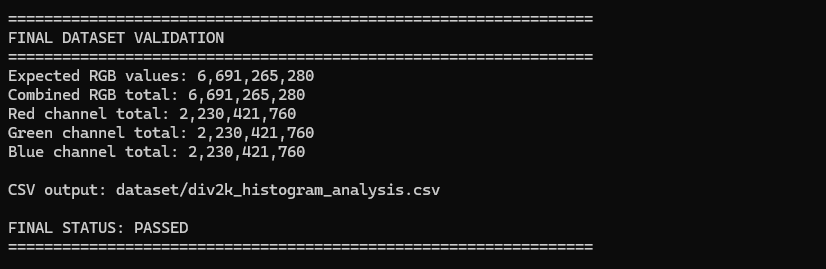 =================================================================
FINAL DATASET VALIDATION
=================================================================
Expected RGB values: 6,691,265,280
Combined RGB total: 6,691,265,280
Red channel total: 2,230,421,760
Green channel total: 2,230,421,760
Blue channel total: 2,230,421,760
CSV output: dataset/div2k_histogram_analysis.csv
FINAL STATUS: PASSED
=================================================================